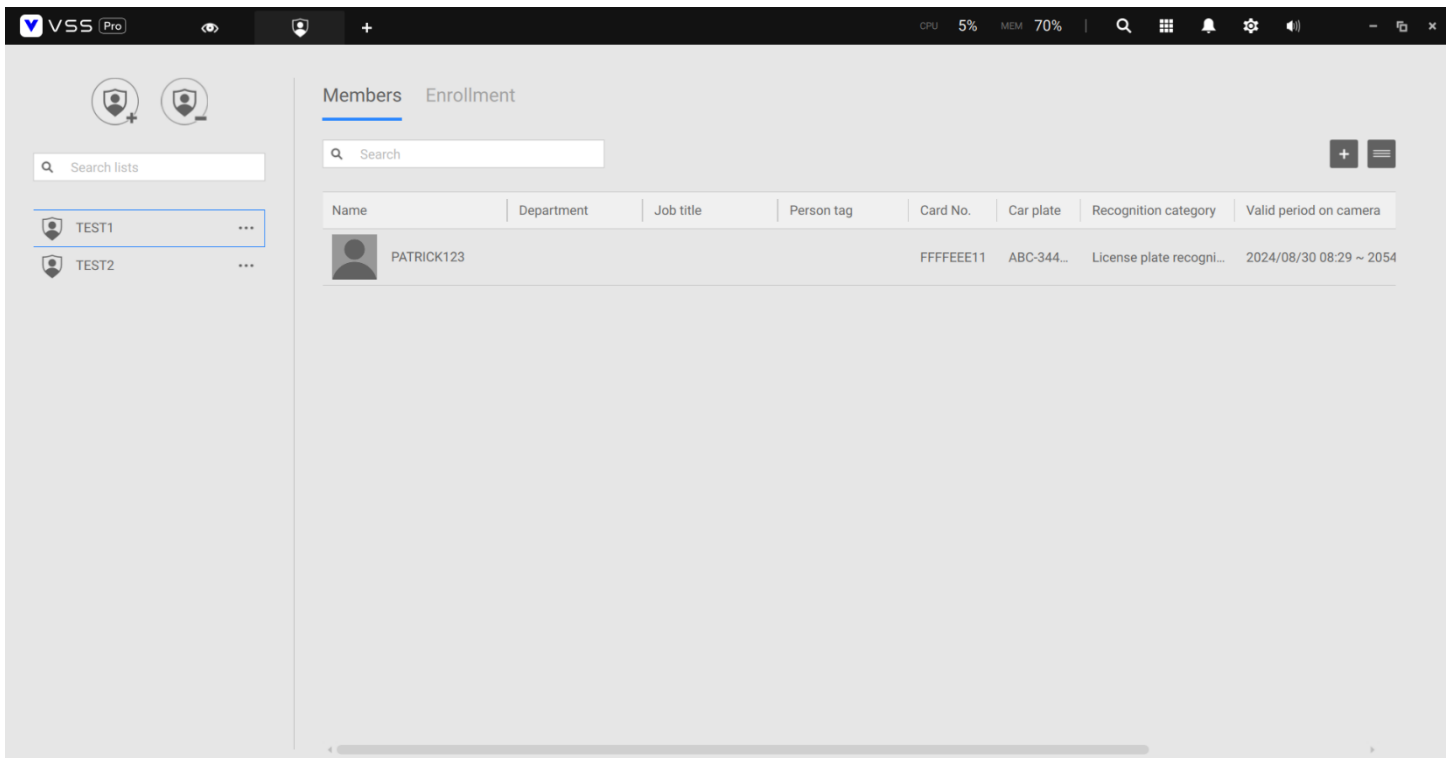 VSS Pro CPU 5% MEM 70%
Members Enrollment
Search lists
Search
TEST1
TEST2
Name Department Job title Person tag Card No. Car plate Recognition category Valid period on camera
PATRICK123 FFFFEEE11 ABC-344... License plate recogni... 2024/08/30 08:29 ~ 2054